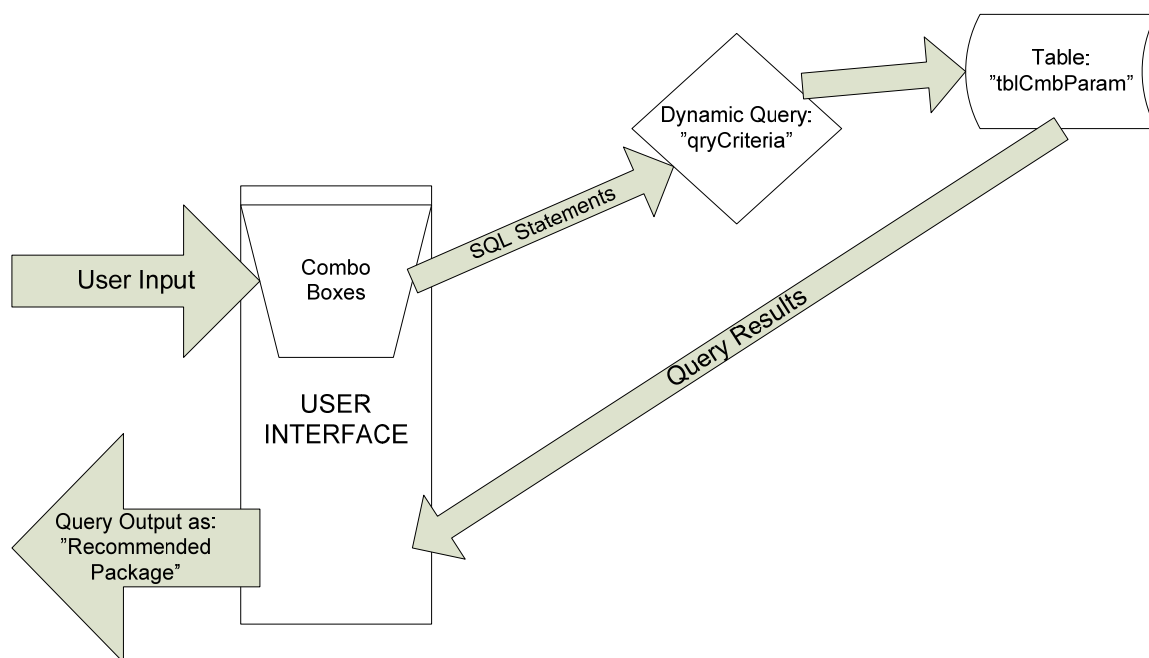 Table:
"tblCmbParam"
Dynamic Query:
"qryCriteria"
SQL Statements
User Input
Combo
Boxes
Query Results
USER
INTERFACE
Query Output as:
"Recommended
Package"